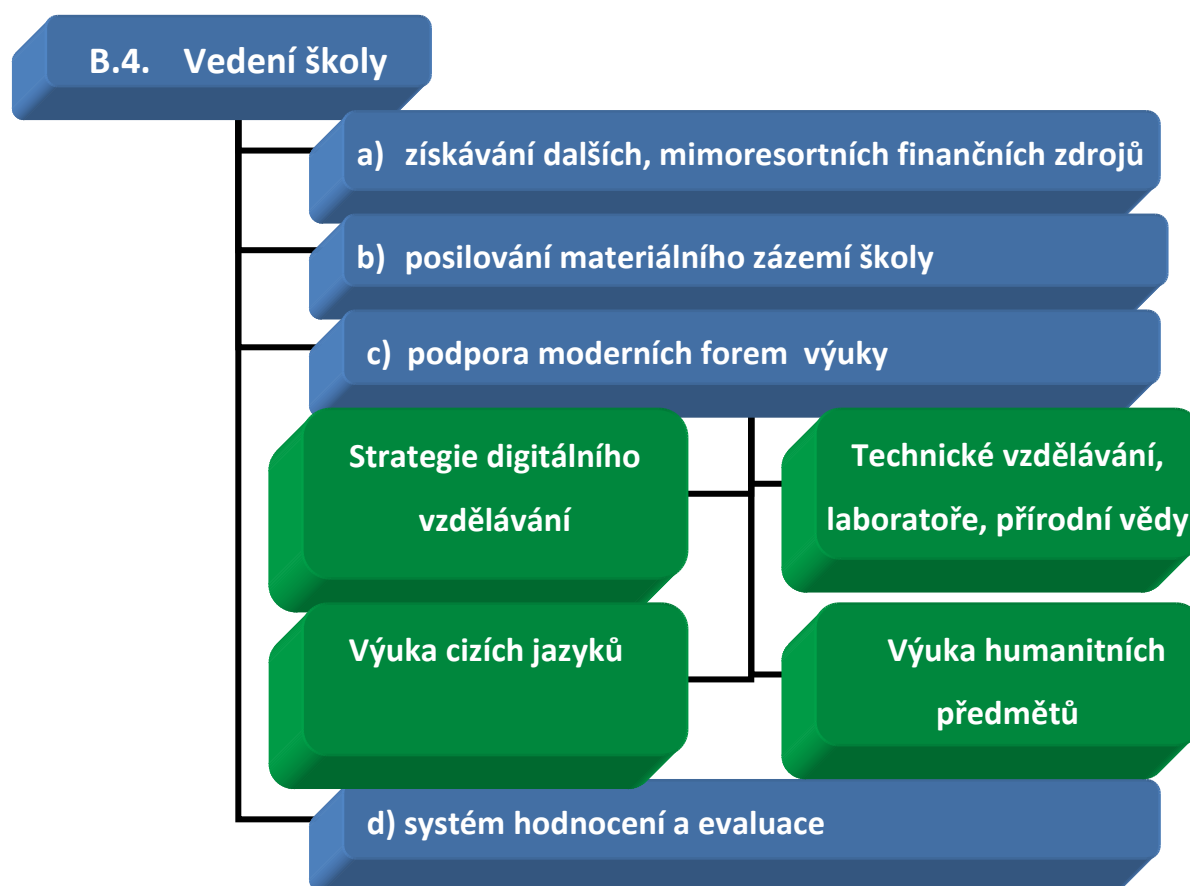 B.4. Vedení školy
a) získávání dalších, mimoresortních finančních zdrojů
b) posilování materiálního zázemí školy
c) podpora moderních forem výuky
Strategie digitálního
vzdělávání
Technické vzdělávání,
laboratoře, přírodní vědy
Výuka cizích jazyků
Výuka humanitních
předmětů
d) systém hodnocení a evaluace